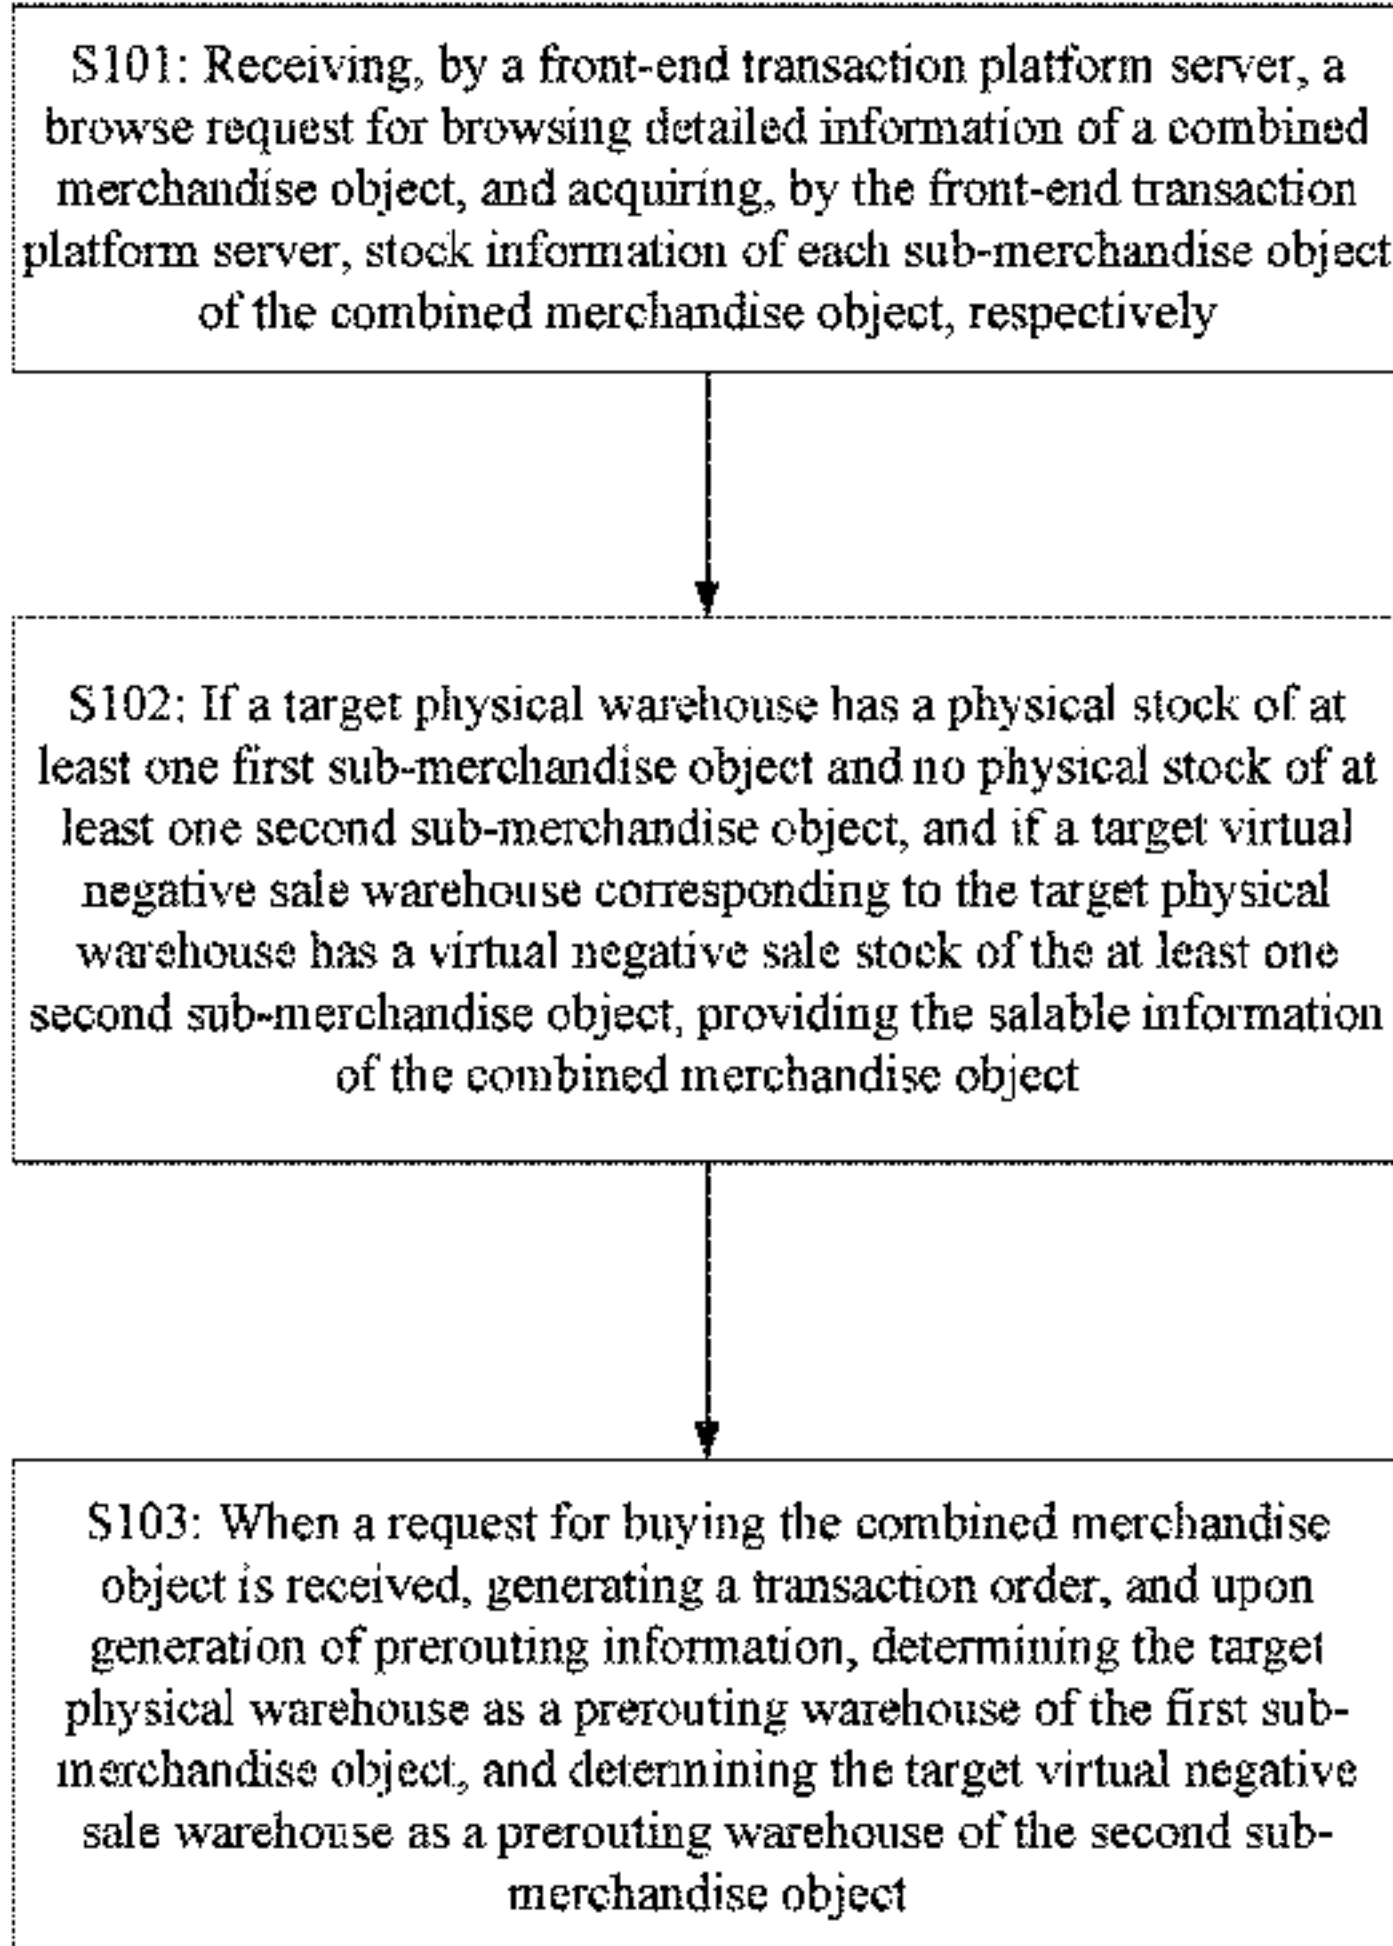 S101: Receiving, by a front-end transaction platform server, a
browse request for browsing detailed information of a combined
merchandise object, and acquiring, by the front-end transaction
platform server, stock information of each sub-merchandise object
of the combined merchandise object, respectively
S102: If a target physical warehouse has a physical stock of at
least one first sub-merchandise object and no physical stock of at
least one second sub-merchandise object, and if a target virtual
negative sale warehouse corresponding to the target physical
warehouse has a virtual negative sale stock of the at least one
second sub-merchandise object, providing the salable information
of the combined merchandise object
S103: When a request for buying the combined merchandise
object is received, generating a transaction order, and upon
generation of prerouting information, determining the target
physical warehouse as a prerouting warehouse of the first sub-
merchandise object, and determining the target virtual negative
sale warehouse as a prerouting warehouse of the second sub-
merchandise object